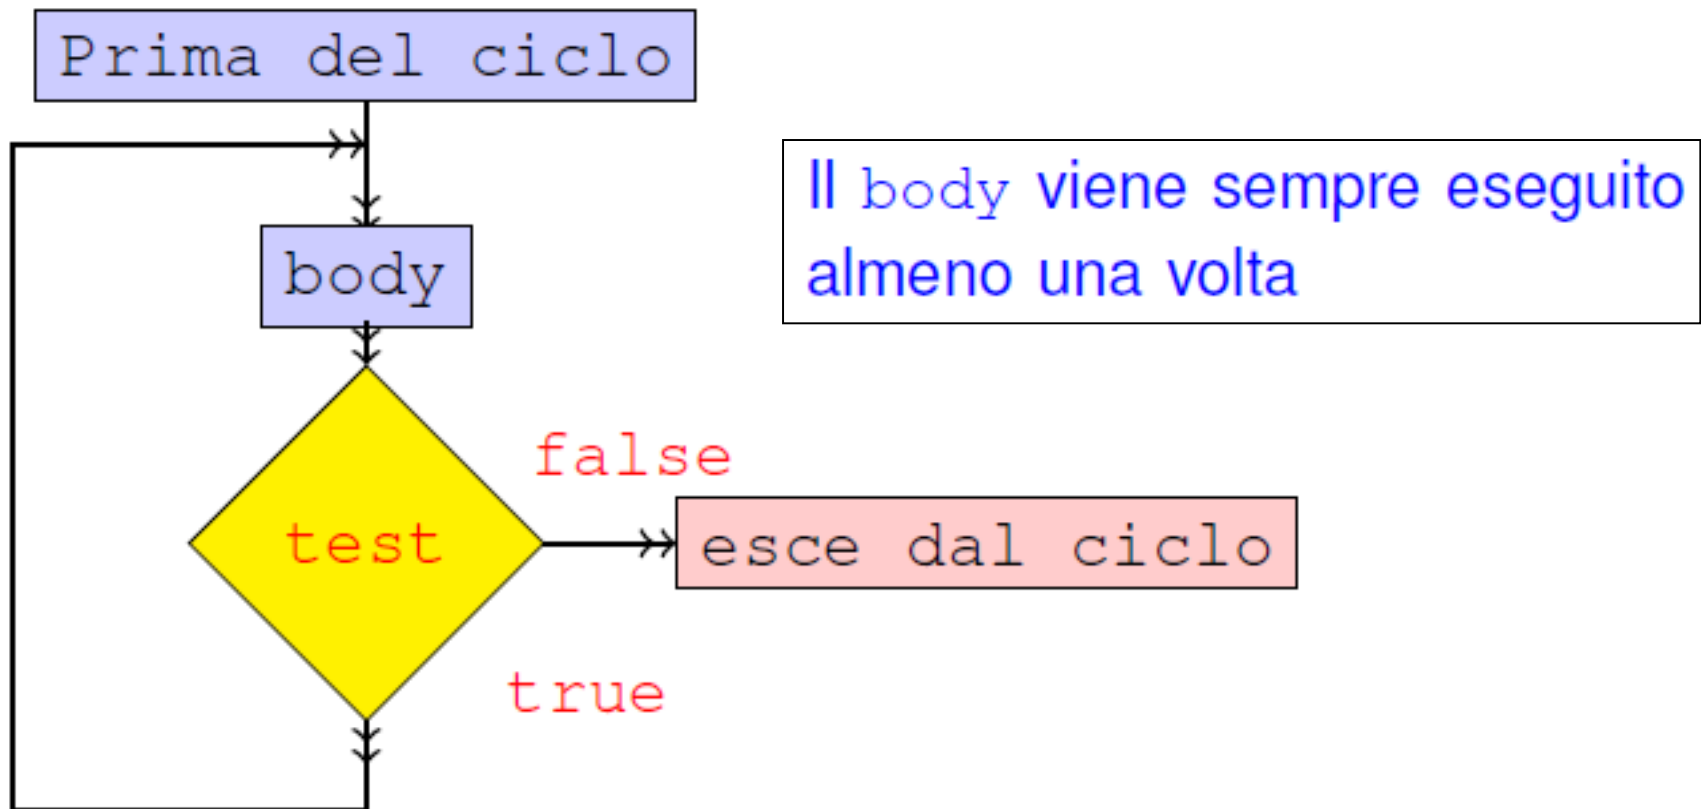 Prima del ciclo
Il body viene sempre eseguito
almeno una volta
body
false
test
esce dal ciclo
true